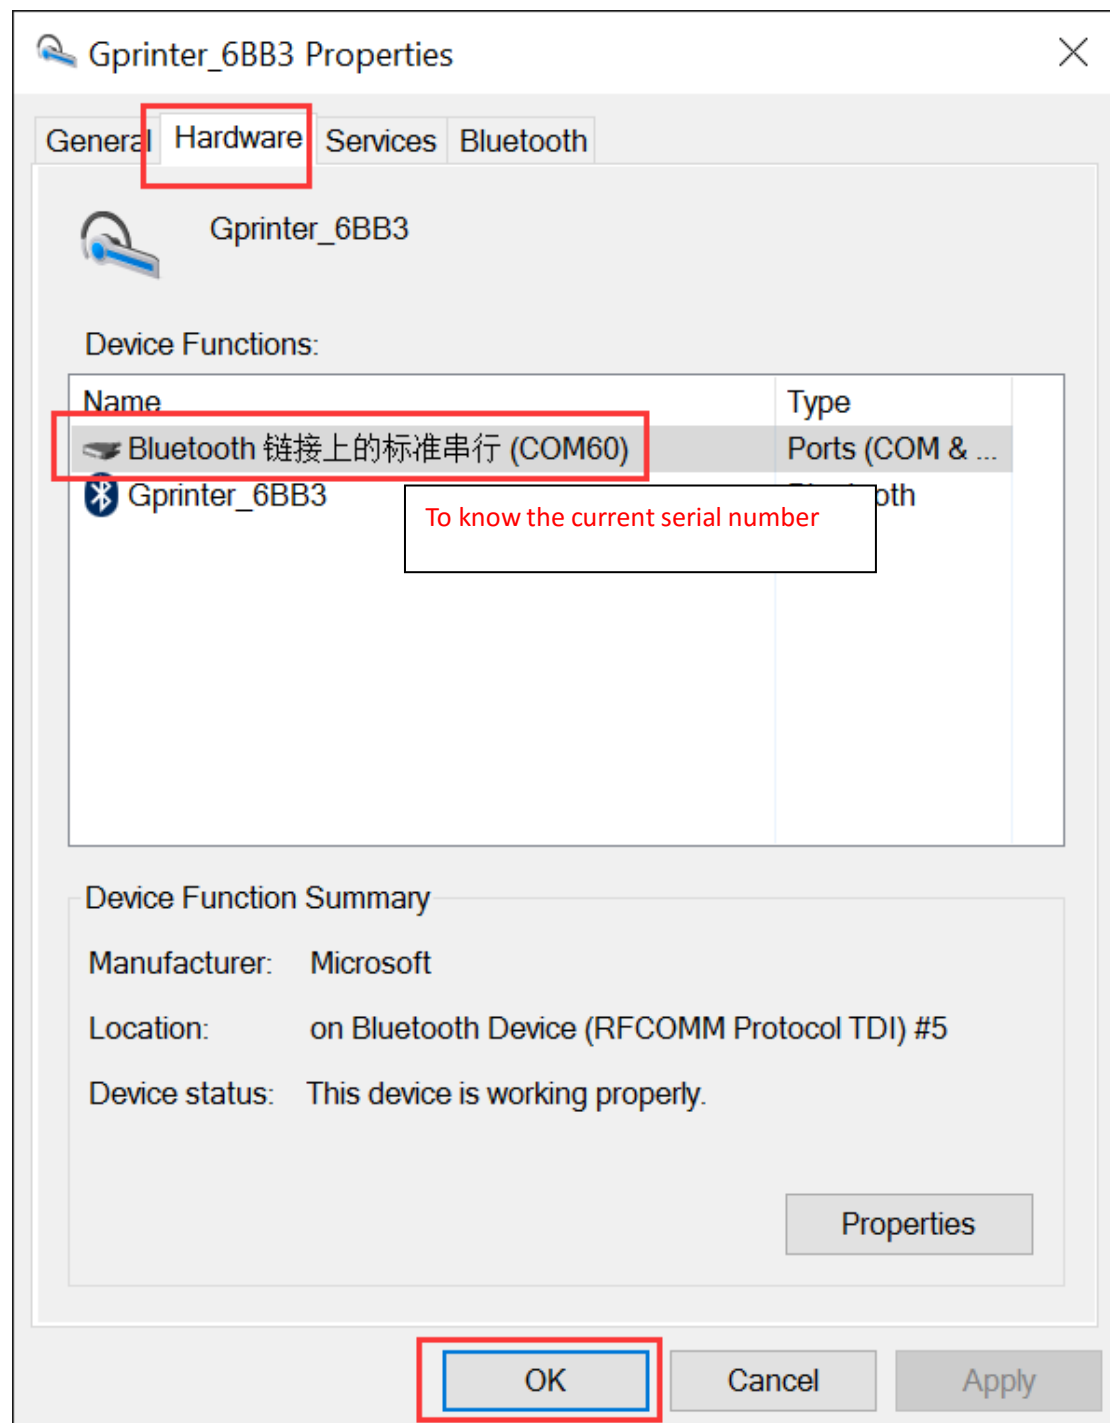 Gprinter_6BB3 Properties
General Hardware Services Bluetooth
Gprinter_6BB3
Device Functions:
Name Type
Bluetooth 链接上的标准串行 (COM60) Ports (COM & ...
Gprinter_6BB3 oth
To know the current serial number
Device Function Summary
Manufacturer: Microsoft
Location: on Bluetooth Device (RFCOMM Protocol TDI) #5
Device status: This device is working properly.
Properties
OK Cancel Apply